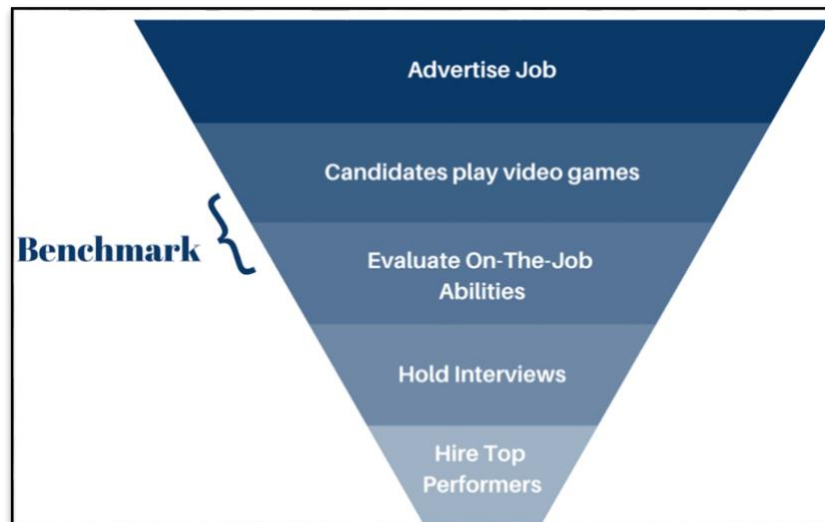 Advertise Job
Candidates play video games
Benchmark
Evaluate On-The-Job
Abilities
Hold Interviews
Hire Top
Performers